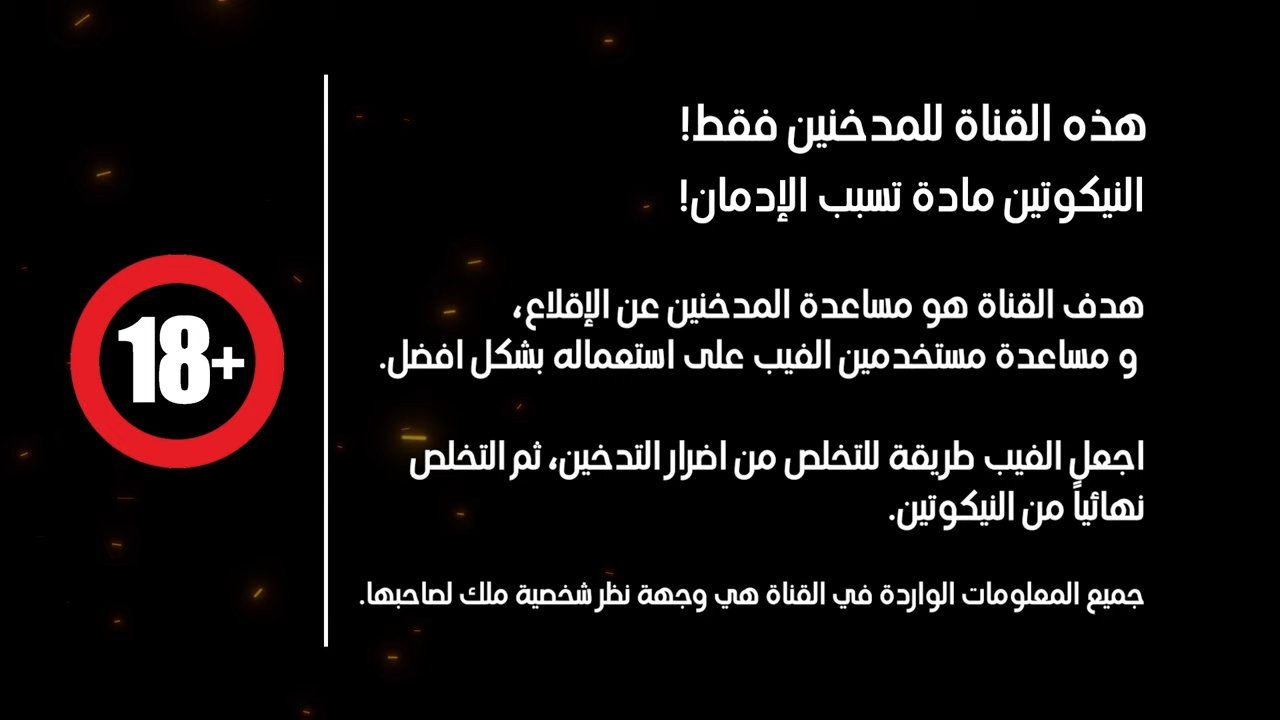 هذه القناة للمدخنين فقط!
النيكوتين مادة تسبب الإدمان!
هدف القناة هو مساعدة المدخنين عن الإقلاع،
و مساعدة مستخدمين الفيب على استعماله بشكل افضل.
18+
اجعل الفيب طريقة للتخلص من اضرار التدخين، ثم التخلص
نهائياً من النيكوتين.
جميع المعلومات الواردة في القناة هي وجهة نظر شخصية ملك لصاحبها.